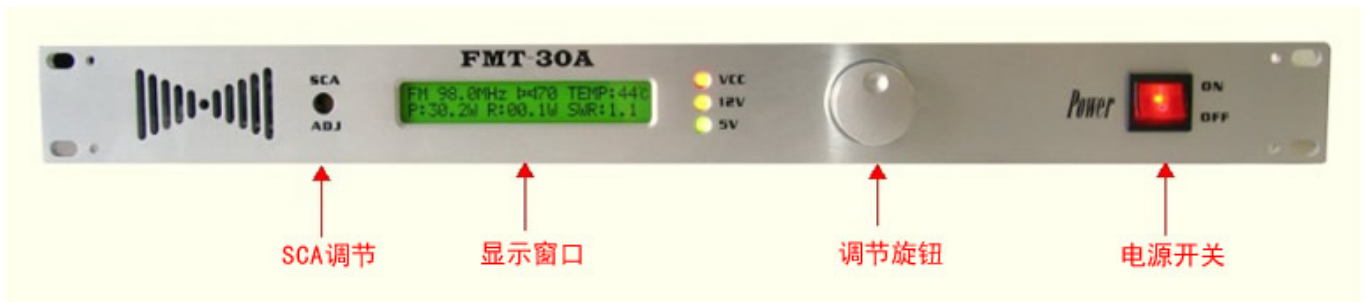 FMT-30A
SCA
ADJ
FM 98.0MHz 70 TEMP:44℃
P:30.2W R:00.1W SWR:1.1
VCC
12V
5V
Power
ON
OFF
SCA调节
显示窗口
调节旋钮
电源开关